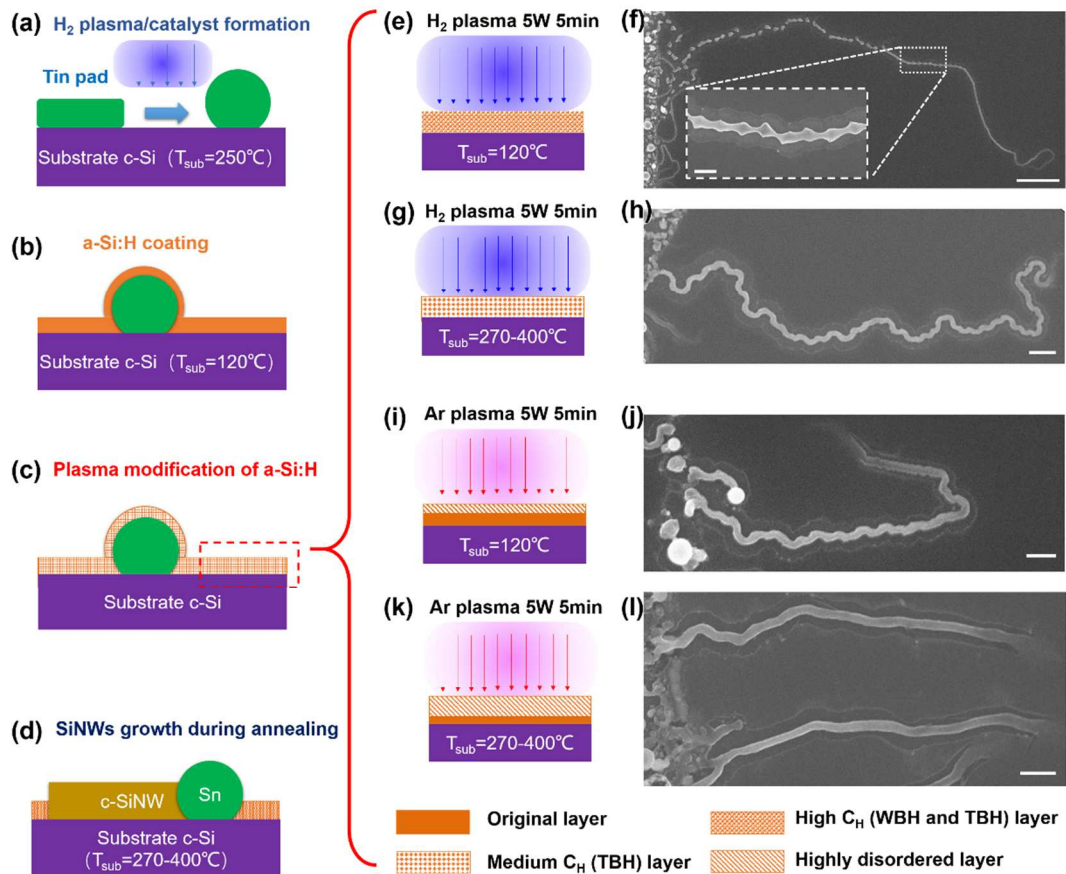 (a) H₂ plasma/catalyst formation
Tin pad
Substrate c-Si (Tsub=250℃)
(b)
a-Si:H coating
Substrate c-Si (Tsub=120℃)
(c) Plasma modification of a-Si:H
Substrate c-Si
(d) SiNWs growth during annealing
c-SiNW
Sn
Substrate c-Si
(Tsub=270-400℃)
(e) H₂ plasma 5W 5min
Tsub=120℃
(f)
(g) H₂ plasma 5W 5min
Tsub=270-400℃
(h)
(i) Ar plasma 5W 5min
Tsub=120℃
(j)
(k) Ar plasma 5W 5min
Tsub=270-400℃
(l)
Original layer
High CH (WBH and TBH) layer
Medium CH (TBH) layer
Highly disordered layer